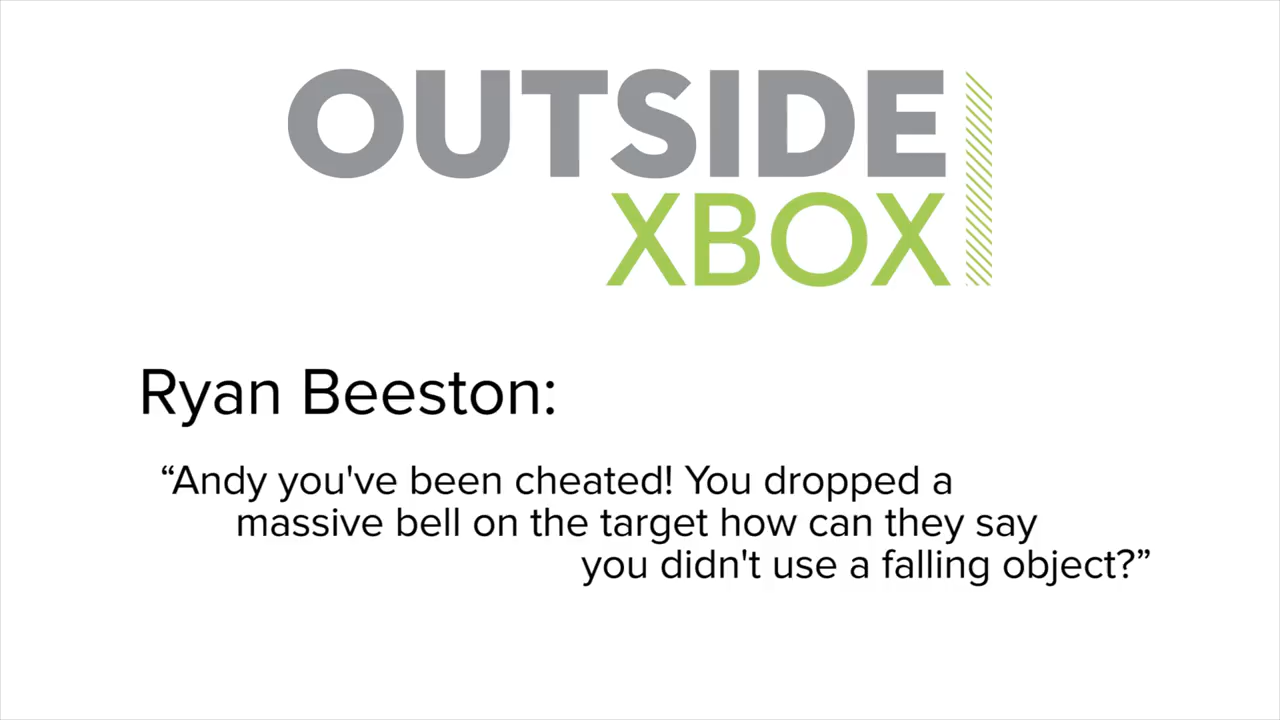 OUTSIDE
XBOX
Ryan Beeston:
“Andy you've been cheated! You dropped a
massive bell on the target how can they say
you didn't use a falling object?”